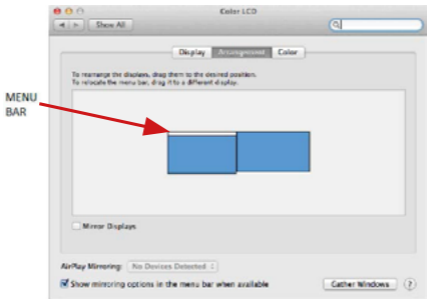 Color LCD
Show All
Display Arrangement Color
To rearrange the displays, drag them to the desired position.
To relocate the menu bar, drag it to a different display.
MENU
BAR
Mirror Displays
AirPlay Mirroring: No Devices Detected
Show mirroring options in the menu bar when available
Gather Windows ?